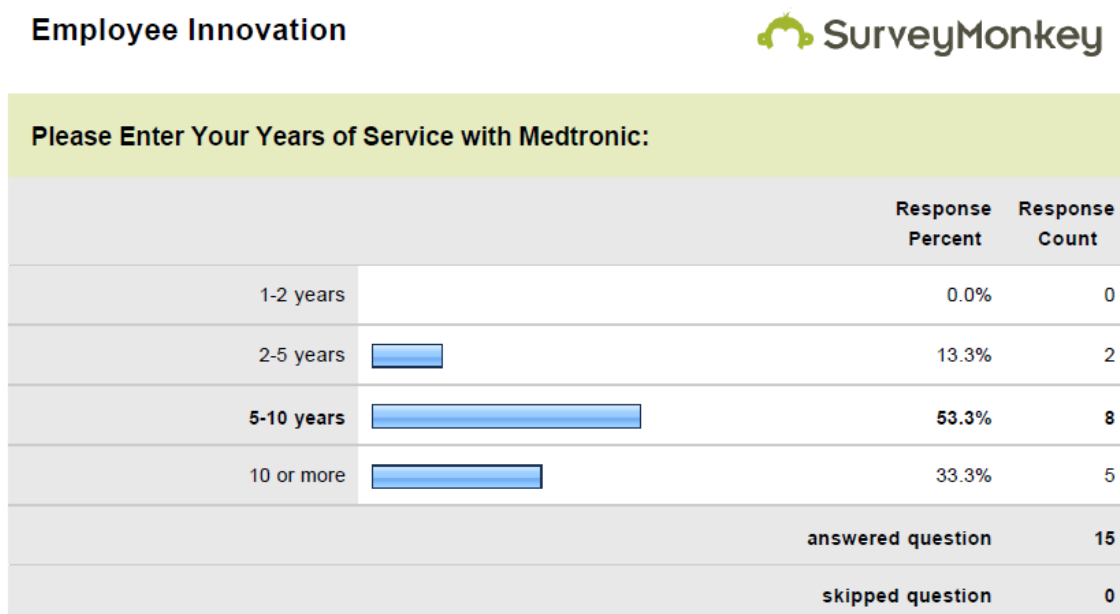 Employee Innovation
SurveyMonkey
Please Enter Your Years of Service with Medtronic:
Response Response
Percent Count
1-2 years 0.0% 0
2-5 years 13.3% 2
5-10 years 53.3% 8
10 or more 33.3% 5
answered question 15
skipped question 0